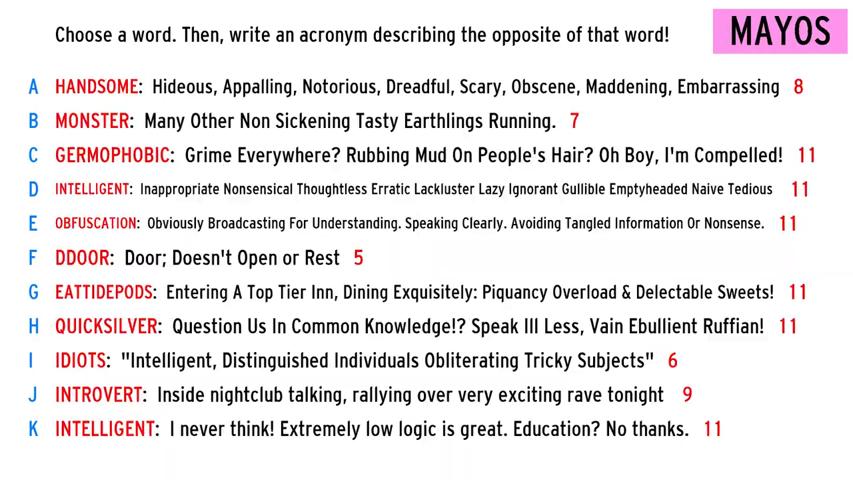 Choose a word. Then, write an acronym describing the opposite of that word!
MAYOS
A HANDSOME: Hideous, Appalling, Notorious, Dreadful, Scary, Obscene, Maddening, Embarrassing 8
B MONSTER: Many Other Non Sickening Tasty Earthlings Running. 7
C GERMOPHOBIC: Grime Everywhere? Rubbing Mud On People's Hair? Oh Boy, I'm Compelled! 11
D INTELLIGENT: Inappropriate Nonsensical Thoughtless Erratic Lackluster Lazy Ignorant Gullible Emptyheaded Naive Tedious 11
E OBFUSCATION: Obviously Broadcasting For Understanding. Speaking Clearly. Avoiding Tangled Information Or Nonsense. 11
F DDOOR: Door; Doesn't Open or Rest 5
G EATTIDEPODS: Entering A Top Tier Inn, Dining Exquisitely: Piquancy Overload & Delectable Sweets! 11
H QUICKSILVER: Question Us In Common Knowledge!? Speak Ill Less, Vain Ebullient Ruffian! 11
I IDIOTS: "Intelligent, Distinguished Individuals Obliterating Tricky Subjects" 6
J INTROVERT: Inside nightclub talking, rallying over very exciting rave tonight 9
K INTELLIGENT: I never think! Extremely low logic is great. Education? No thanks. 11